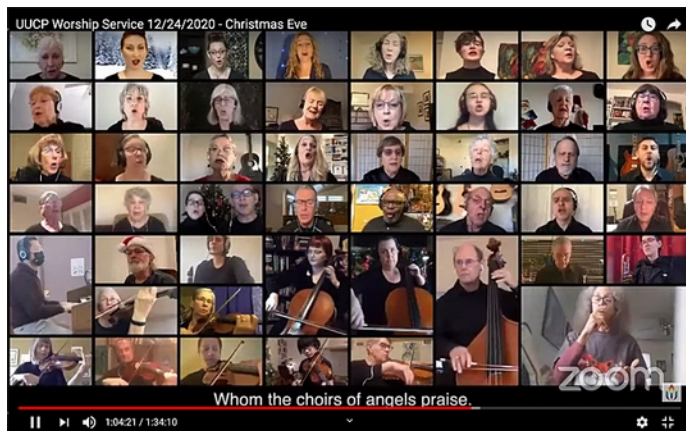 UUCP Worship Service 12/24/2020 - Christmas Eve
zoom
Whom the choirs of angels praise.
1:04:21 / 1:34:10